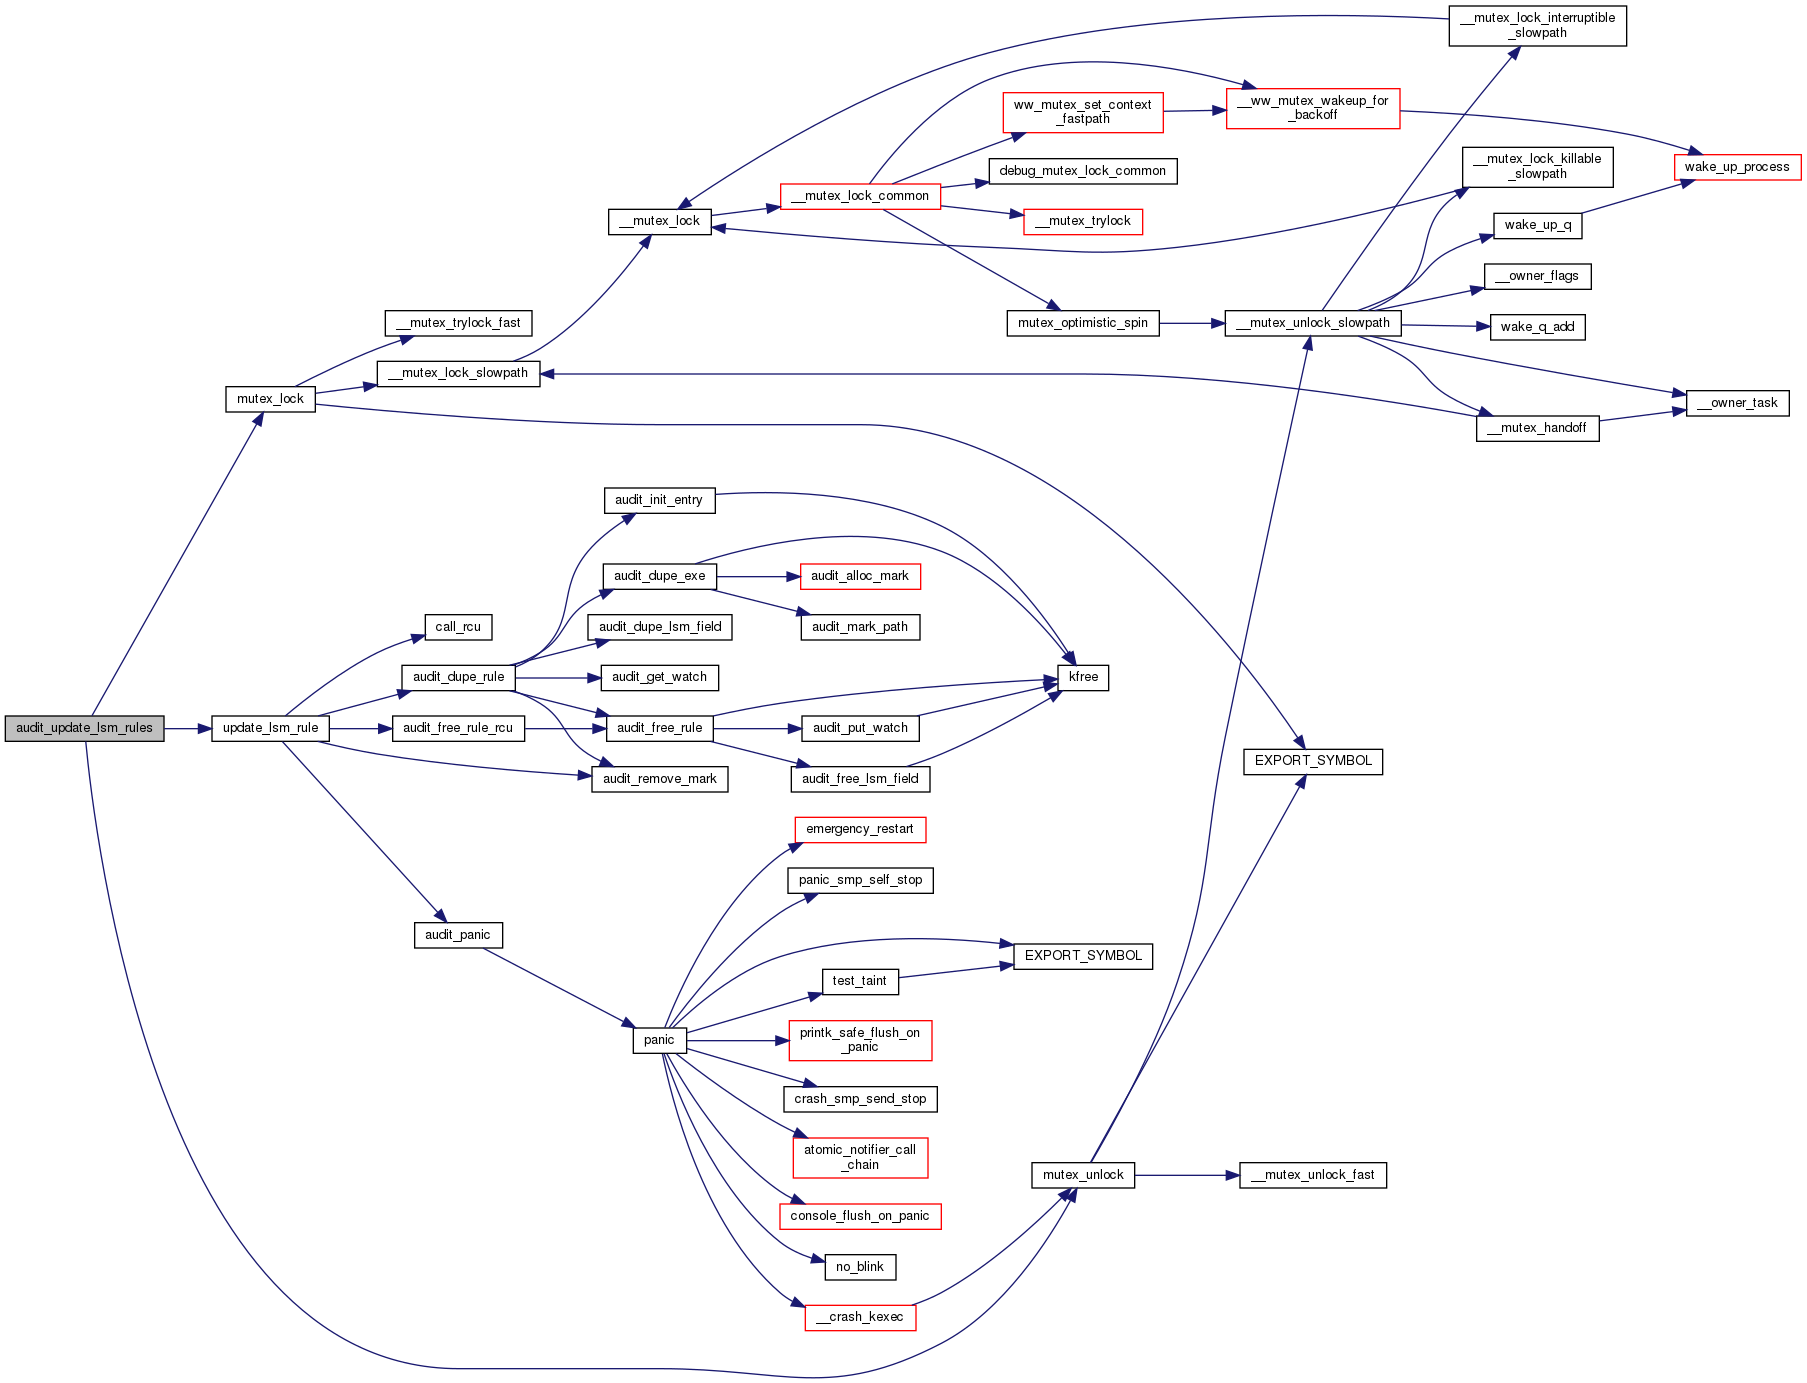 __mutex_lock_interruptible
_slowpath
ww_mutex_set_context
_fastpath
__ww_mutex_wakeup_for
_backoff
debug_mutex_lock_common
__mutex_lock_killable
_slowpath
wake_up_process
__mutex_lock_common
__mutex_lock
__mutex_trylock
wake_up_q
__owner_flags
__mutex_trylock_fast
mutex_optimistic_spin
__mutex_unlock_slowpath
wake_q_add
__mutex_lock_slowpath
mutex_lock
__owner_task
__mutex_handoff
audit_init_entry
audit_dupe_exe
audit_alloc_mark
call_rcu
audit_dupe_lsm_field
audit_mark_path
audit_dupe_rule
audit_get_watch
kfree
audit_update_lsm_rules
update_lsm_rule
audit_free_rule_rcu
audit_free_rule
audit_put_watch
EXPORT_SYMBOL
audit_remove_mark
audit_free_lsm_field
emergency_restart
panic_smp_self_stop
audit_panic
EXPORT_SYMBOL
test_taint
panic
printk_safe_flush_on
_panic
crash_smp_send_stop
atomic_notifier_call
_chain
mutex_unlock
__mutex_unlock_fast
console_flush_on_panic
no_blink
__crash_kexec